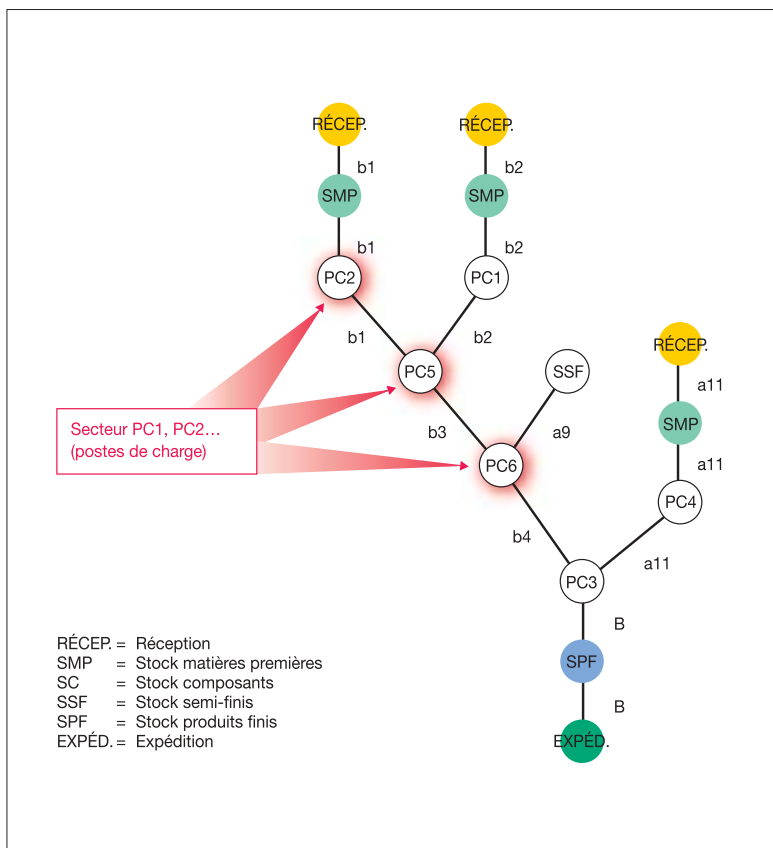 RÉCEP.
RÉCEP.
b1
b2
SMP
SMP
b1
b2
PC2
PC1
b1
b2
RÉCEP.
PC5
SSF
a11
Secteur PC1, PC2...
(postes de charge)
b3
a9
SMP
PC6
a11
PC4
b4
a11
PC3
B
SPF
B
EXPÉD.
RÉCEP. = Réception
SMP = Stock matières premières
SC = Stock composants
SSF = Stock semi-finis
SPF = Stock produits finis
EXPÉD. = Expédition